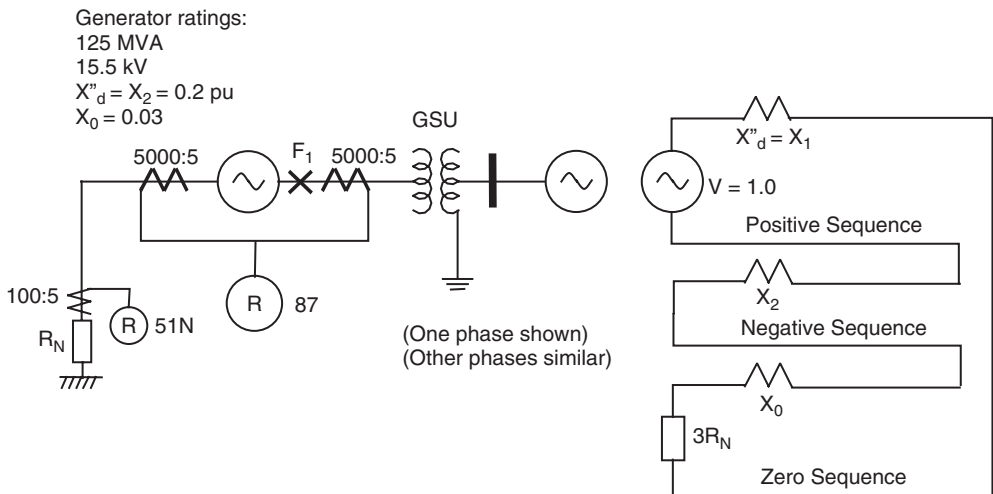 Generator ratings:
125 MVA
15.5 kV
X"d = X2 = 0.2 pu
X0 = 0.03
GSU
5000:5
F1
5000:5
X"d = X1
V = 1.0
Positive Sequence
100:5
R
51N
R
87
X2
RN
(One phase shown)
(Other phases similar)
Negative Sequence
X0
3RN
Zero Sequence